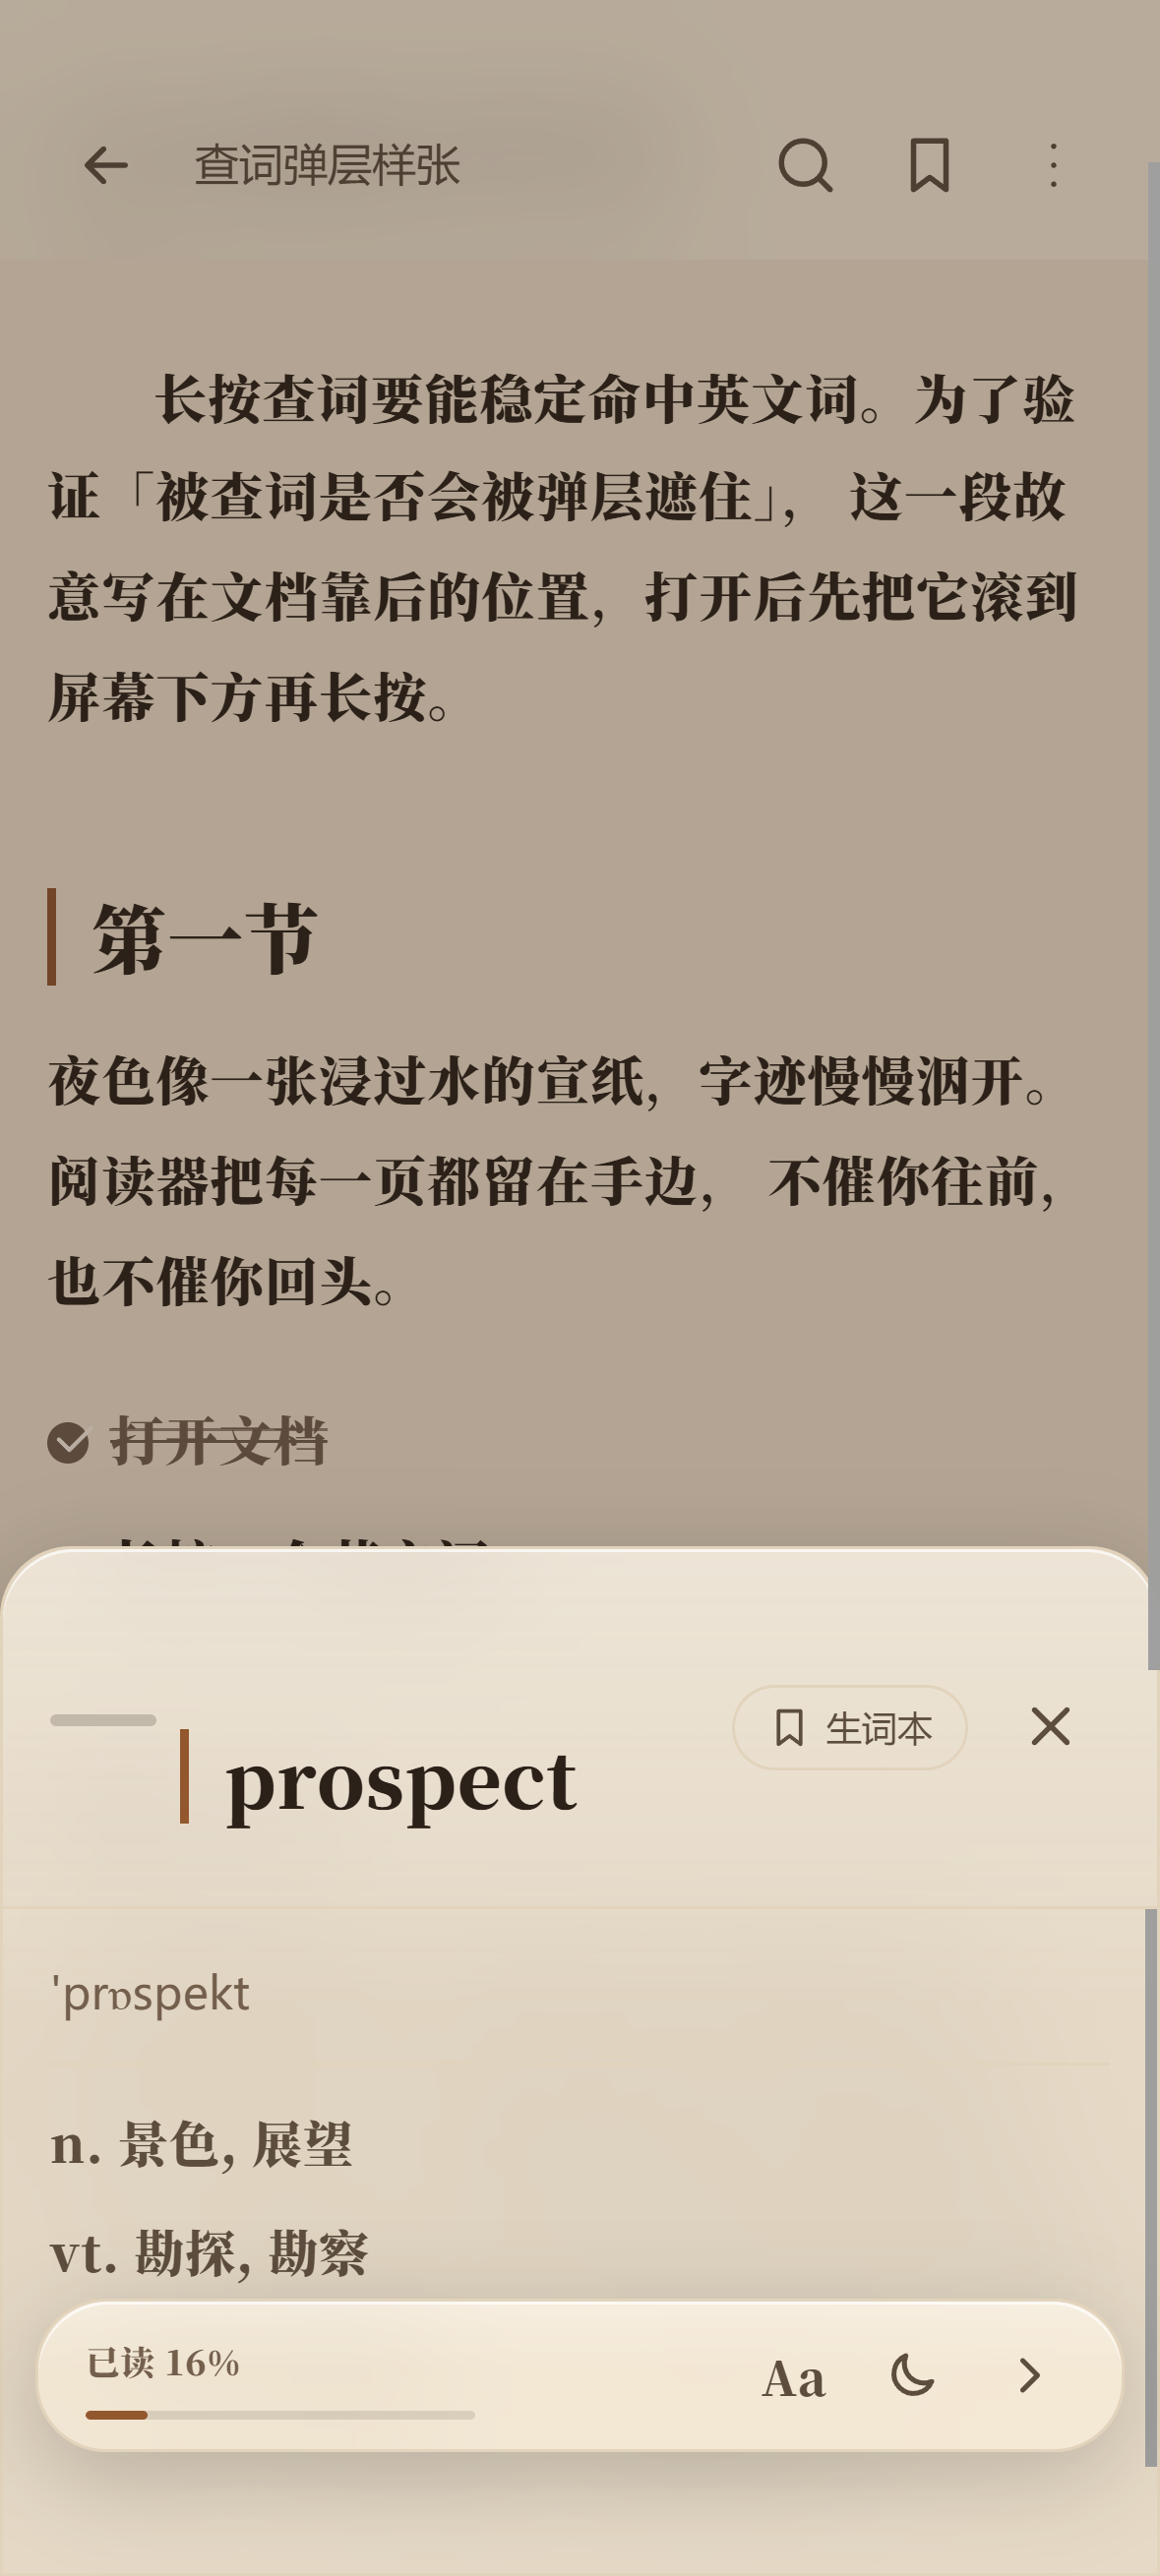 查词弹层样张
长按查词要能稳定命中英文词。为了验
证「被查词是否会被弹层遮住」， 这一段故
意写在文档靠后的位置，打开后先把它滚到
屏幕下方再长按。
第一节
夜色像一张浸过水的宣纸，字迹慢慢洇开。
阅读器把每一页都留在手边， 不催你往前，
也不催你回头。
打开文档
prospect
生词本
'prɒspekt
n. 景色, 展望
vt. 勘探, 勘察
已读 16%
Aa